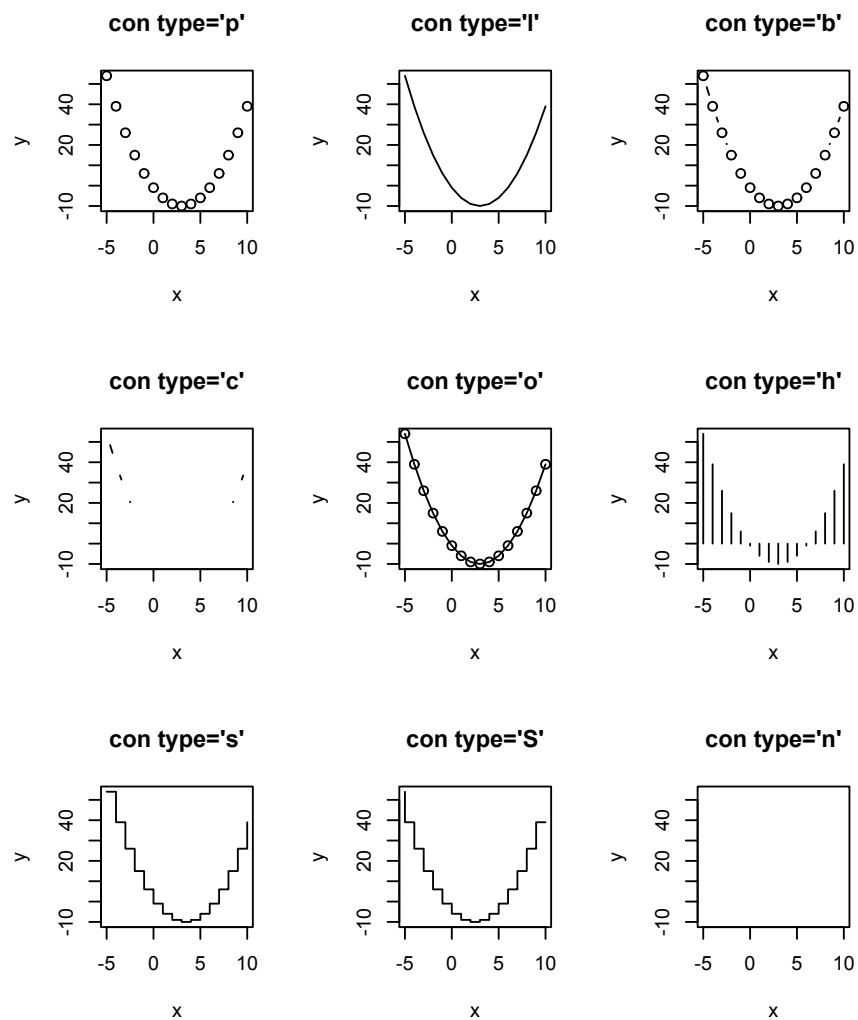 con type='p'
y
-10 20 40
-5 0 5 10
x
con type='l'
y
-10 20 40
-5 0 5 10
x
con type='b'
y
-10 20 40
-5 0 5 10
x
con type='c'
y
-10 20 40
-5 0 5 10
x
con type='o'
y
-10 20 40
-5 0 5 10
x
con type='h'
y
-10 20 40
-5 0 5 10
x
con type='s'
y
-10 20 40
-5 0 5 10
x
con type='S'
y
-10 20 40
-5 0 5 10
x
con type='n'
y
-10 20 40
-5 0 5 10
x